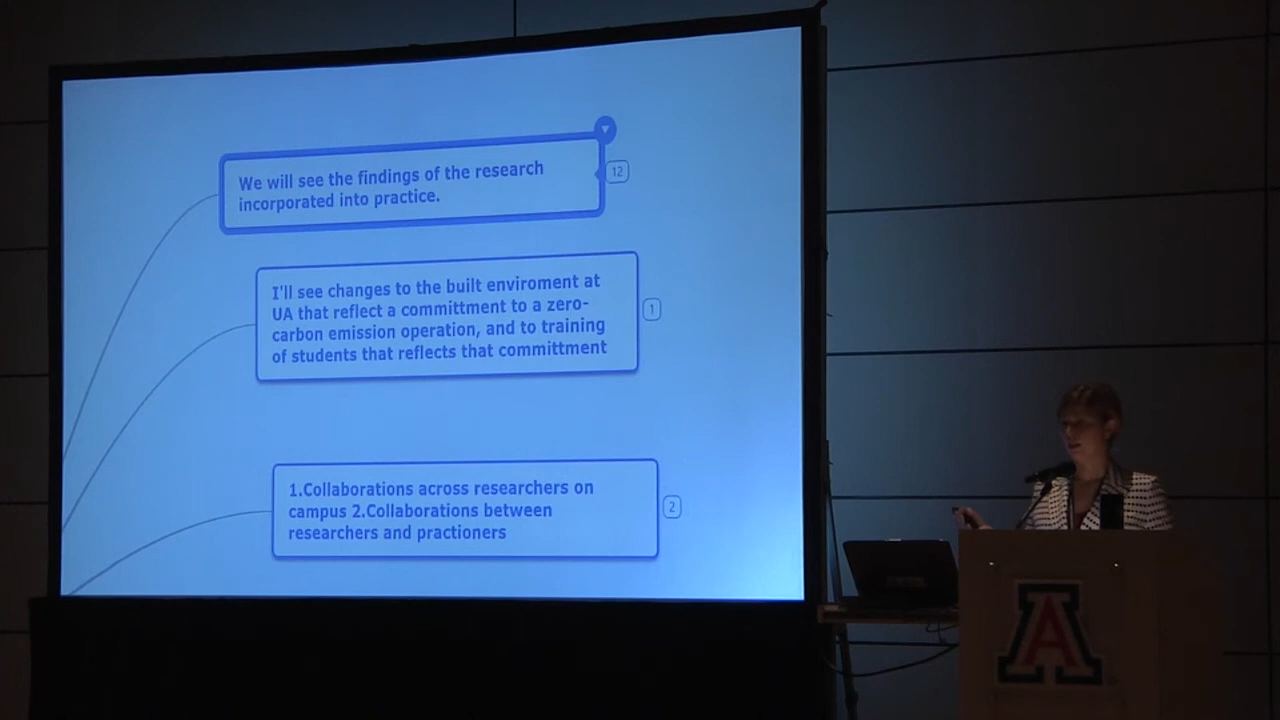 We will see the findings of the research
incorporated into practice.
12
I'll see changes to the built enviroment at
UA that reflect a committment to a zero-
carbon emission operation, and to training
of students that reflects that committment
1
1.Collaborations across researchers on
campus 2.Collaborations between
researchers and practioners
2
A